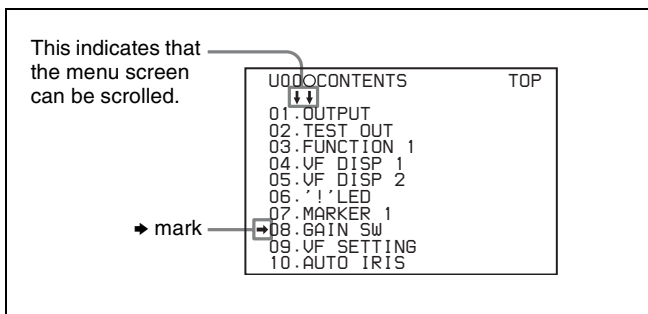 This indicates that
the menu screen
can be scrolled.
U00○CONTENTS TOP
↓↓
01.OUTPUT
02.TEST OUT
03.FUNCTION 1
04.VF DISP 1
05.VF DISP 2
06.'!'LED
07.MARKER 1
➔ mark
➔08.GAIN SW
09.VF SETTING
10.AUTO IRIS